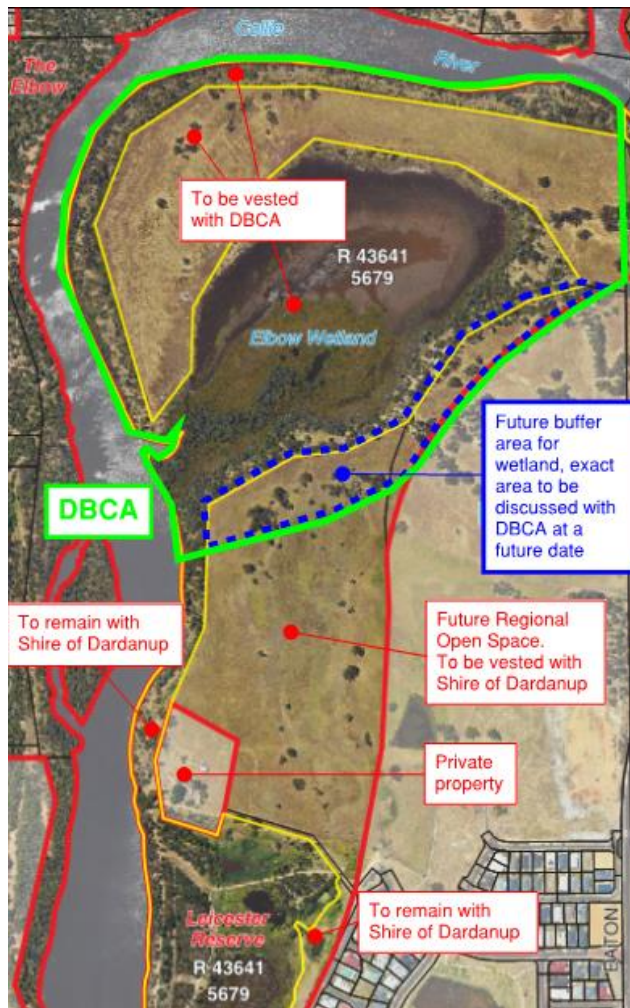 Collie
River
The
Elbow
To be vested
with DBCA
R 43641
5679
Elbow Wetland
Future buffer
area for
wetland, exact
area to be
discussed with
DBCA at a
future date
DBCA
To remain with
Shire of Dardanup
Future Regional
Open Space.
To be vested with
Shire of Dardanup
Private
property
To remain with
Shire of Dardanup
Leicester
Reserve
R 43641
5679
EATON